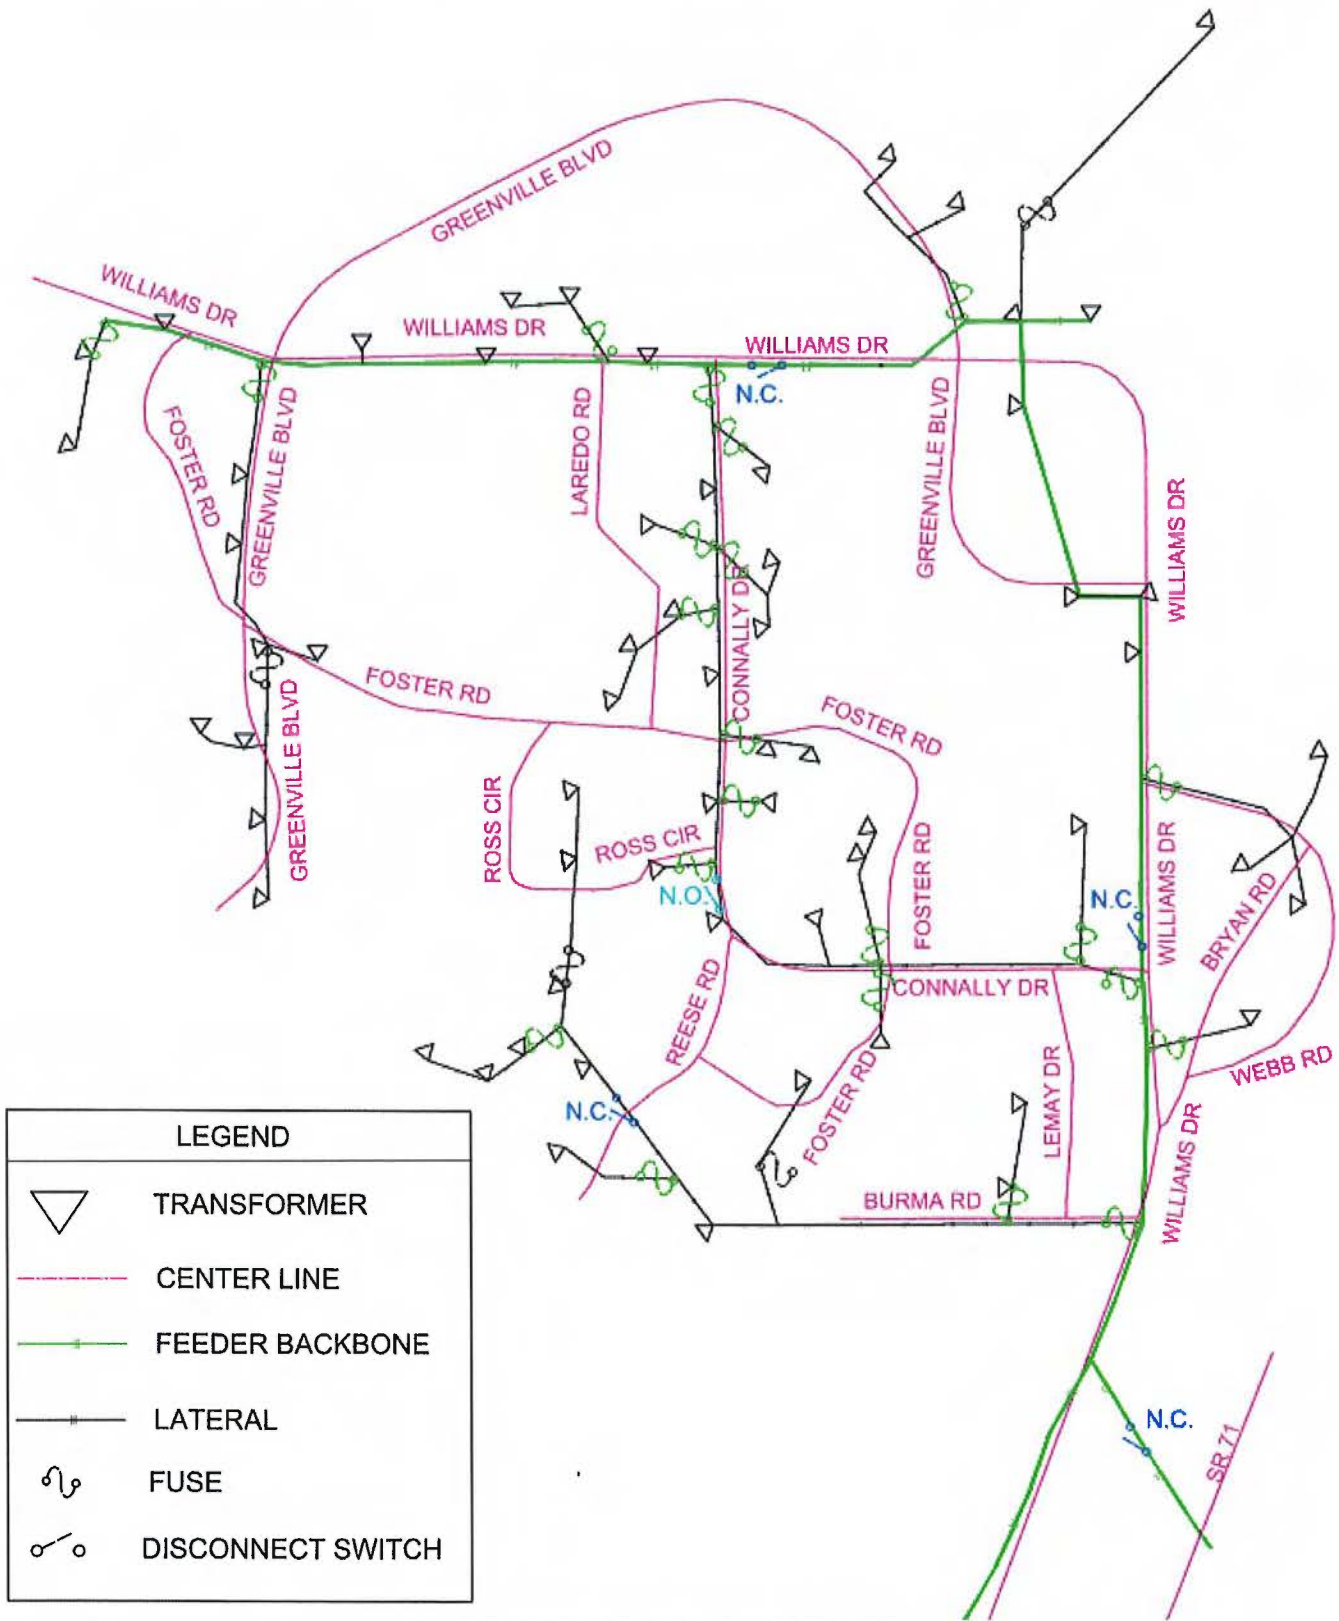 GREENVILLE BLVD
WILLIAMS DR
WILLIAMS DR
WILLIAMS DR
N.C.
FOSTER RD
GREENVILLE BLVD
LAREDO RD
GREENVILLE BLVD
WILLIAMS DR
CONNALLY DR
FOSTER RD
FOSTER RD
GREENVILLE BLVD
ROSS CIR
ROSS CIR
FOSTER RD
WILLIAMS DR
N.O.
N.C.
BRYAN RD
REESE RD
CONNALLY DR
WEBB RD
N.C.
FOSTER RD
LEMAY DR
WILLIAMS DR
BURMA RD
N.C.
SR 71
LEGEND
TRANSFORMER
CENTER LINE
FEEDER BACKBONE
LATERAL
FUSE
DISCONNECT SWITCH